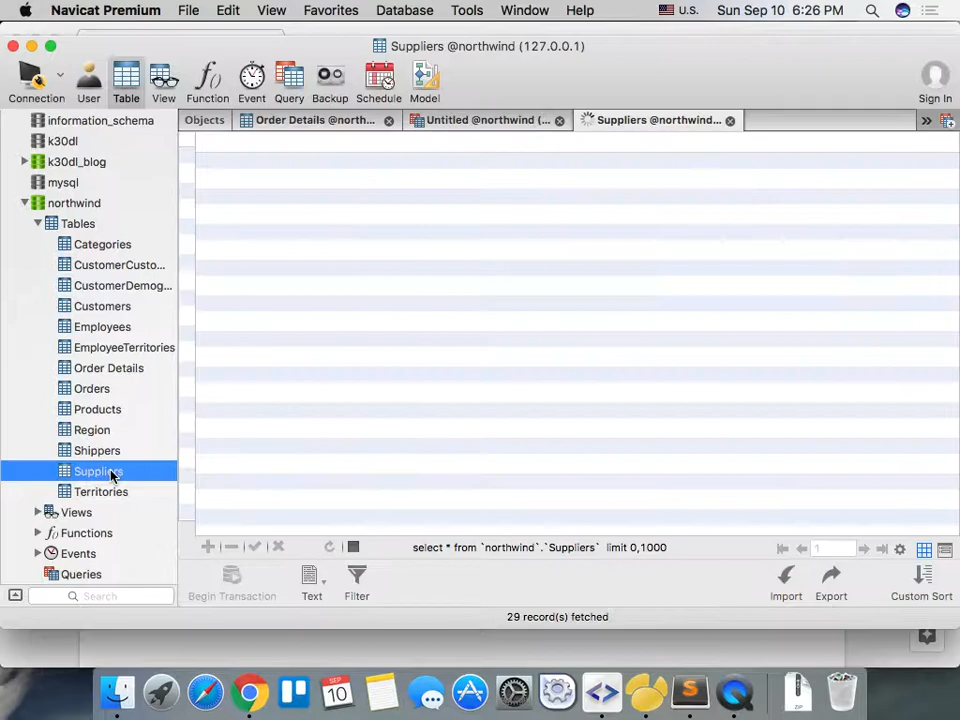 Navicat Premium File Edit View Favorites Database Tools Window Help U.S. Sun Sep 10 6:26 PM
Suppliers @northwind (127.0.0.1)
Connection User Table View Function Event Query Backup Schedule Model Sign In
Objects Order Details @north... Untitled @northwind (... Suppliers @northwind... »
information_schema
k30dl
k30dl_blog
mysql
northwind
Tables
Categories
CustomerCusto...
CustomerDemog...
Customers
Employees
EmployeeTerritories
Order Details
Orders
Products
Region
Shippers
Suppliers
Territories
Views
Functions
Events
Queries
Search
select * from `northwind`.`Suppliers` limit 0,1000
1
Begin Transaction Text Filter Import Export Custom Sort
29 record(s) fetched
SEP
10
ZIP